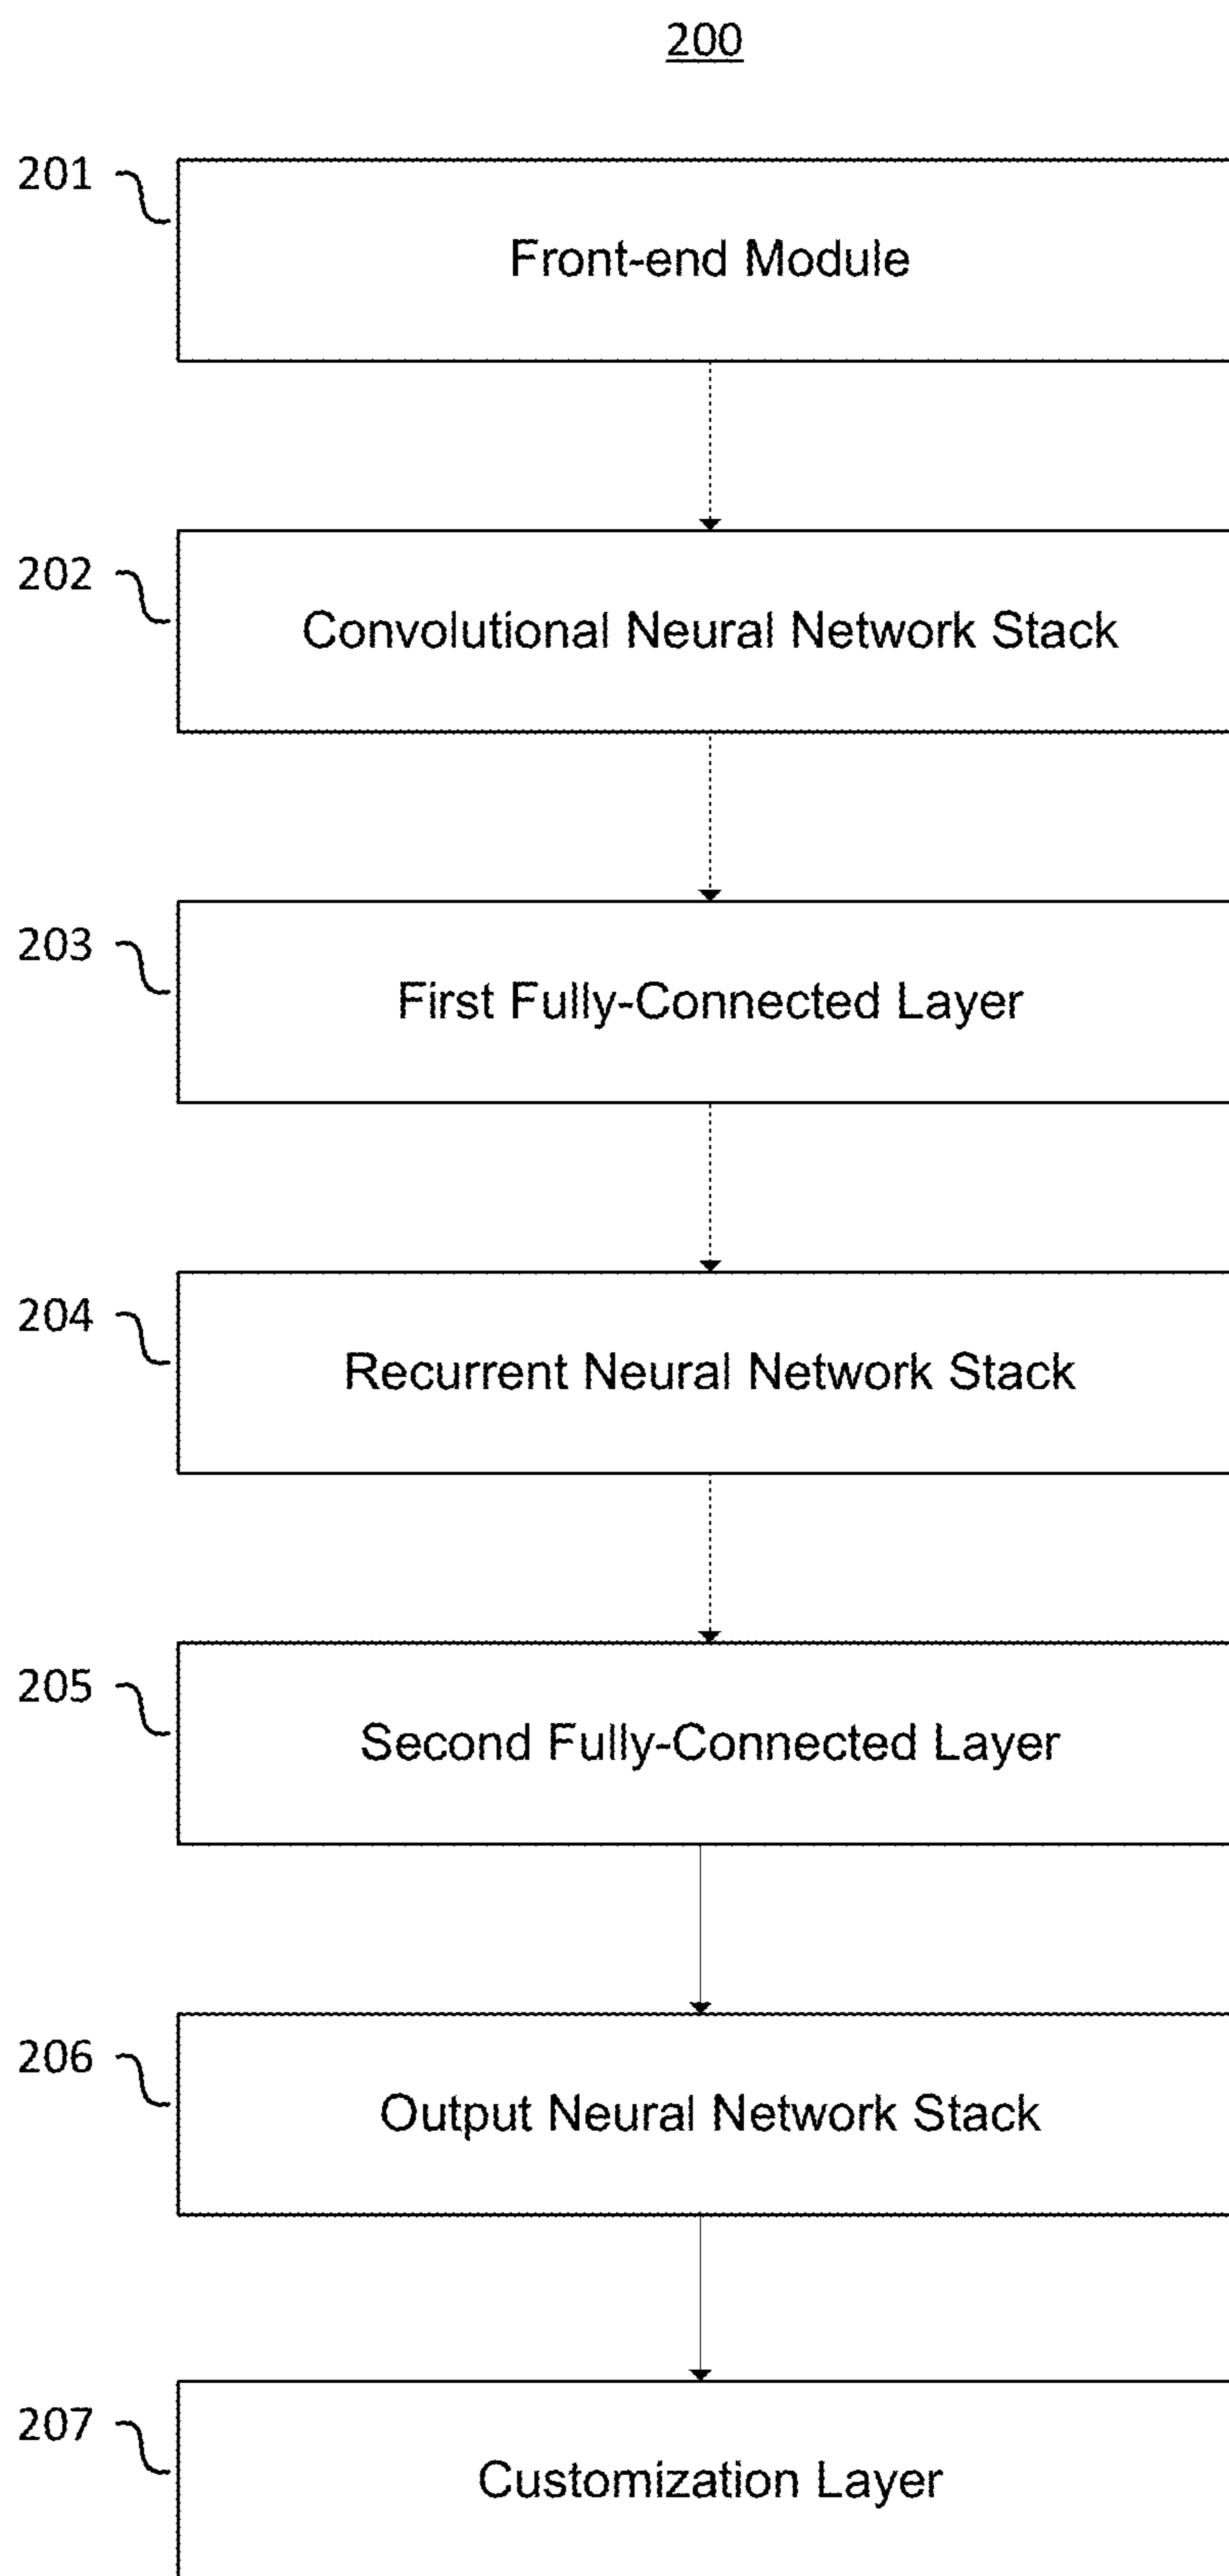 200
201
Front-end Module
202
Convolutional Neural Network Stack
203
First Fully-Connected Layer
204
Recurrent Neural Network Stack
205
Second Fully-Connected Layer
206
Output Neural Network Stack
207
Customization Layer